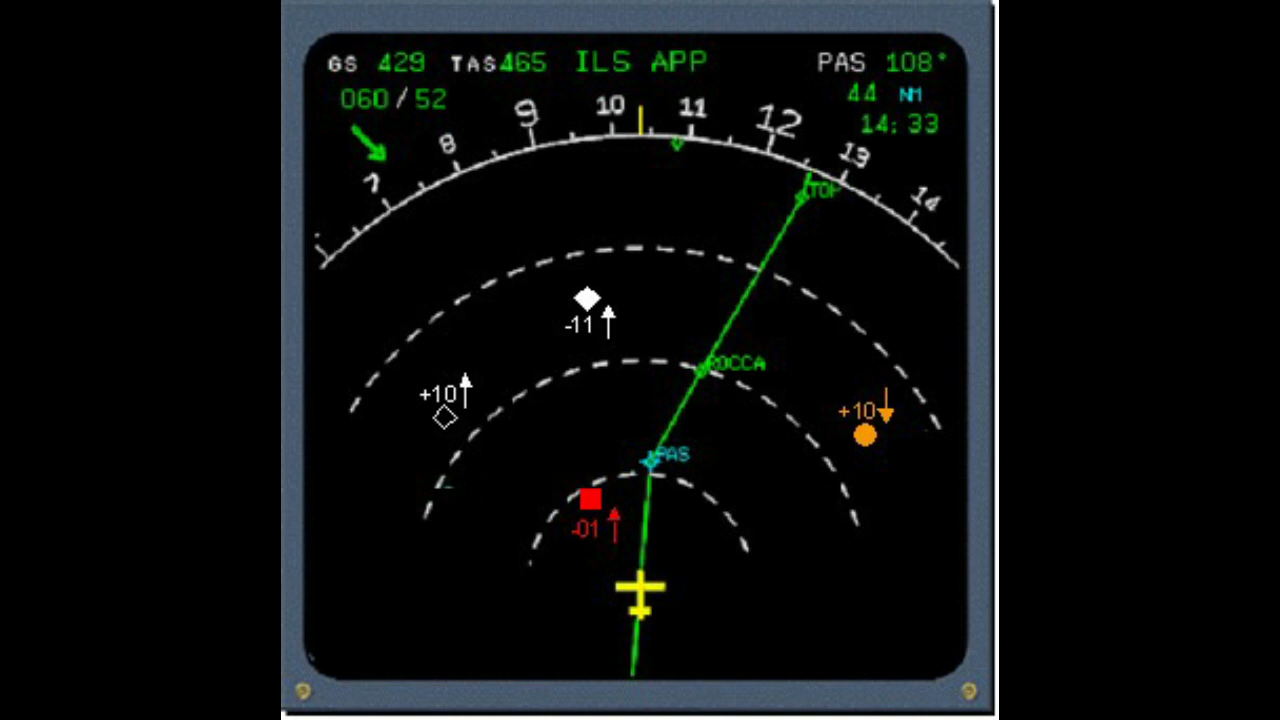 GS 429 TAS465 ILS APP PAS 108°
060/52 44 NM
14:33
7 8 9 10 11 12 13 14
TOP
-11
ROCCA
+10
+10
PAS
-01